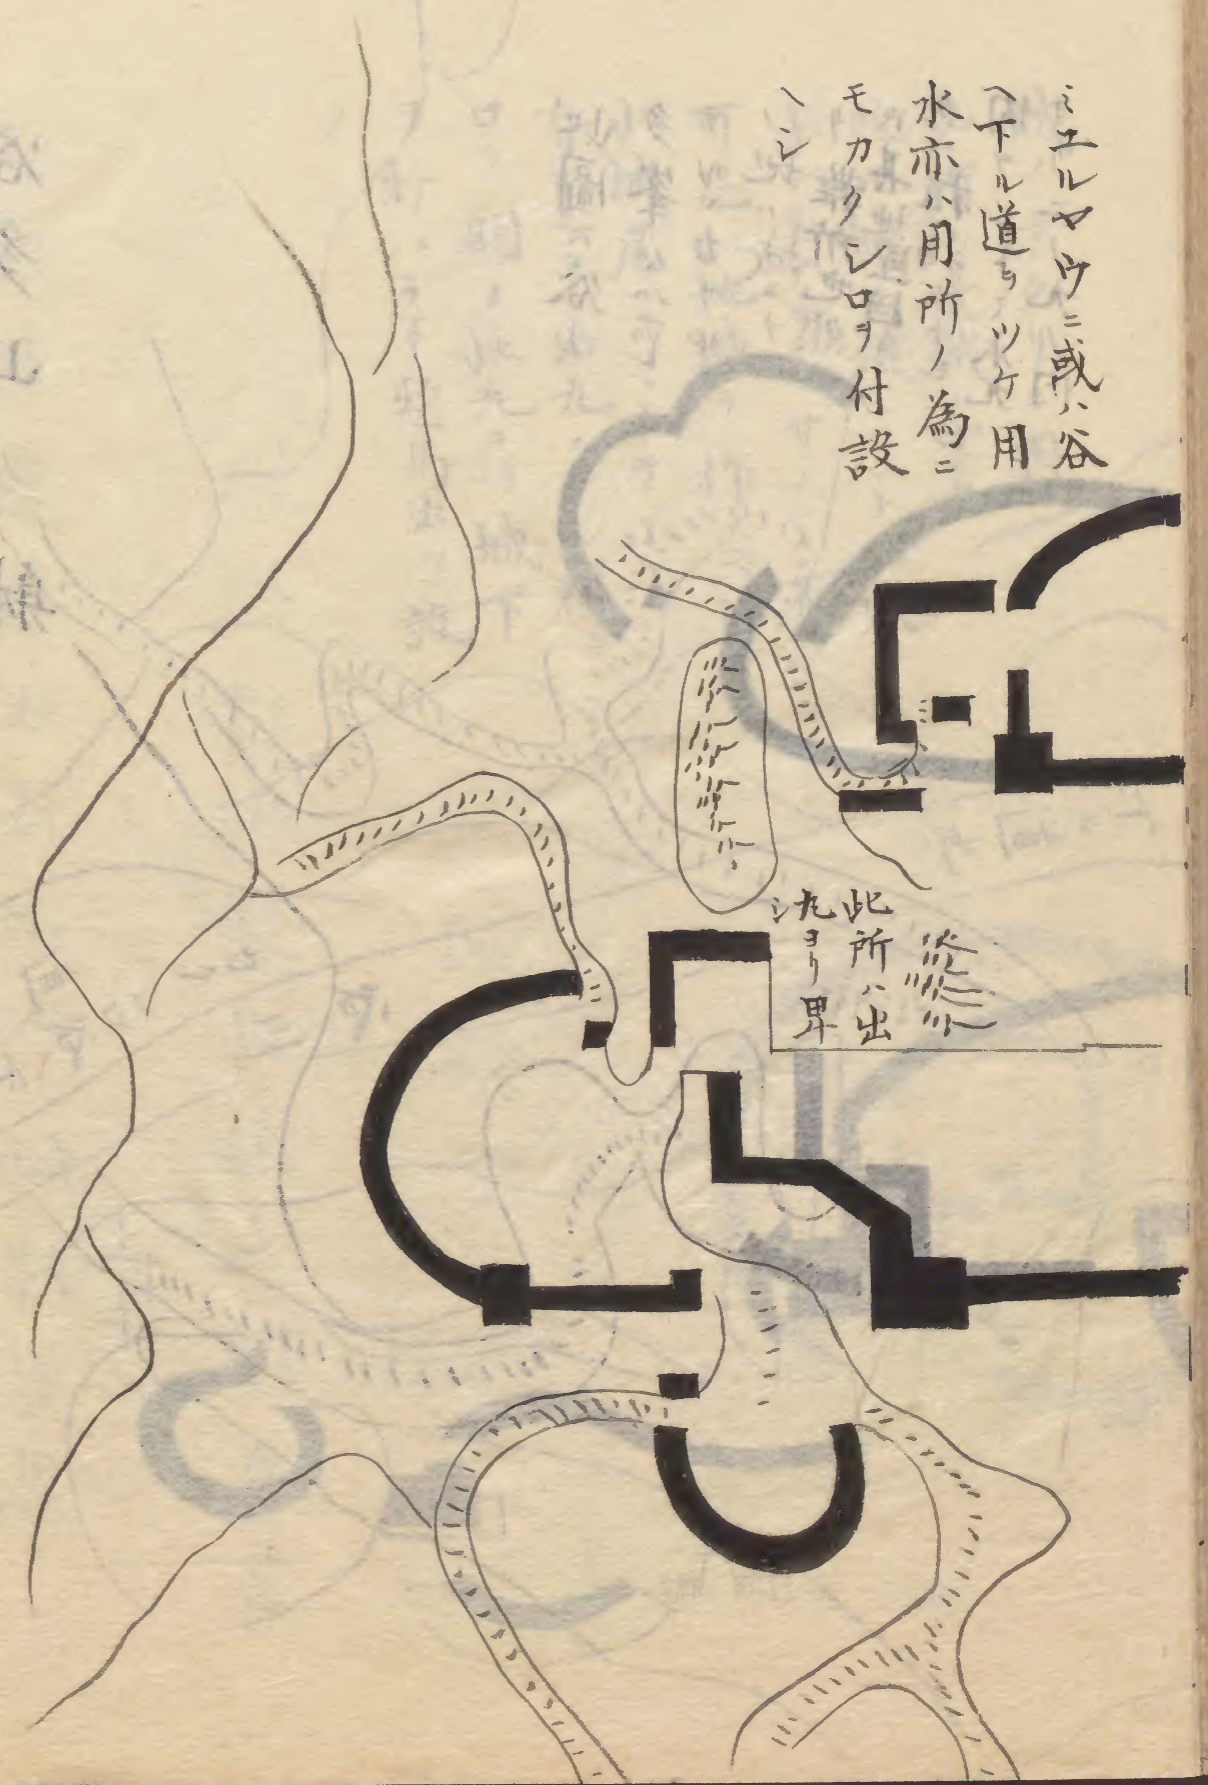 ミユルヤウニ或ハ谷
ヘ下ル道ヲツケ用
水亦ハ用所ノ為ニ
モカクシロヲ付設
ヘシ
此所ハ出
丸ヨリ卑
シ